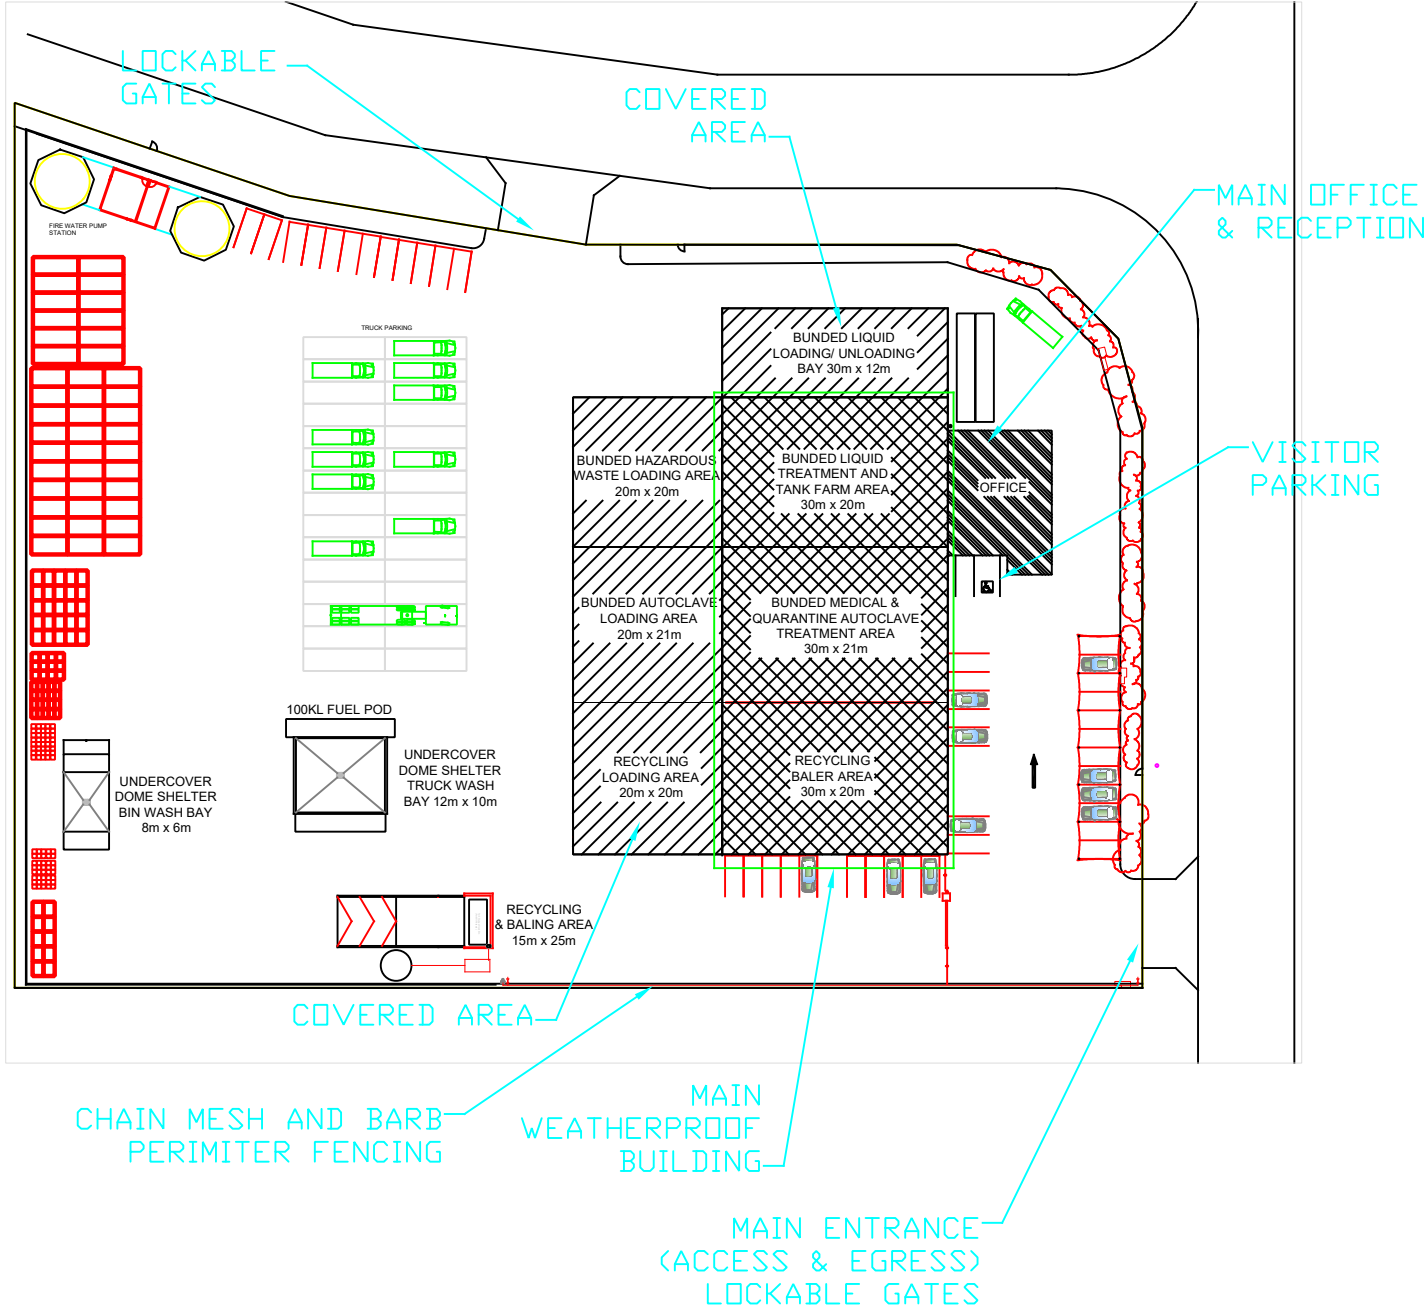 LOCKABLE
GATES
COVERED
AREA
MAIN OFFICE
& RECEPTION
FIRE WATER PUMP
STATION
TRUCK PARKING
BUNDED LIQUID
LOADING/ UNLOADING
BAY 30m x 12m
VISITOR
PARKING
BUNDED HAZARDOUS
WASTE LOADING AREA
20m x 20m
BUNDED LIQUID
TREATMENT AND
TANK FARM AREA
30m x 20m
OFFICE
BUNDED AUTOCLAVE
LOADING AREA
20m x 21m
BUNDED MEDICAL &
QUARANTINE AUTOCLAVE
TREATMENT AREA
30m x 21m
100KL FUEL POD
UNDERCOVER
DOME SHELTER
TRUCK WASH
BAY 12m x 10m
UNDERCOVER
DOME SHELTER
BIN WASH BAY
8m x 6m
RECYCLING
LOADING AREA
20m x 20m
RECYCLING
BALER AREA
30m x 20m
RECYCLING
& BALING AREA
15m x 25m
COVERED AREA
CHAIN MESH AND BARB
PERIMITER FENCING
MAIN
WEATHERPROOF
BUILDING
MAIN ENTRANCE
(ACCESS & EGRESS)
LOCKABLE GATES